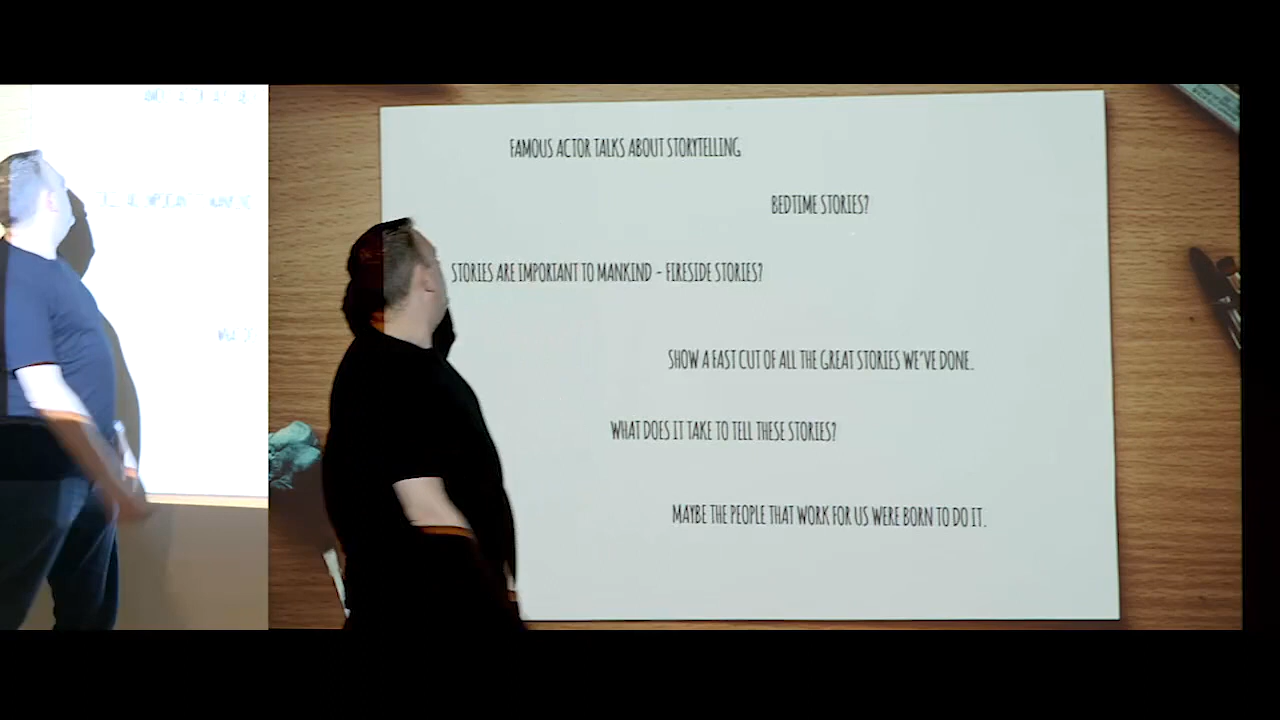 FAMOUS ACTOR TALKS ABOUT STORYTELLING
BEDTIME STORIES?
STORIES ARE IMPORTANT TO MANKIND - FIRESIDE STORIES?
SHOW A FAST CUT OF ALL THE GREAT STORIES WE'VE DONE.
WHAT DOES IT TAKE TO TELL THESE STORIES?
MAYBE THE PEOPLE THAT WORK FOR US WERE BORN TO DO IT.